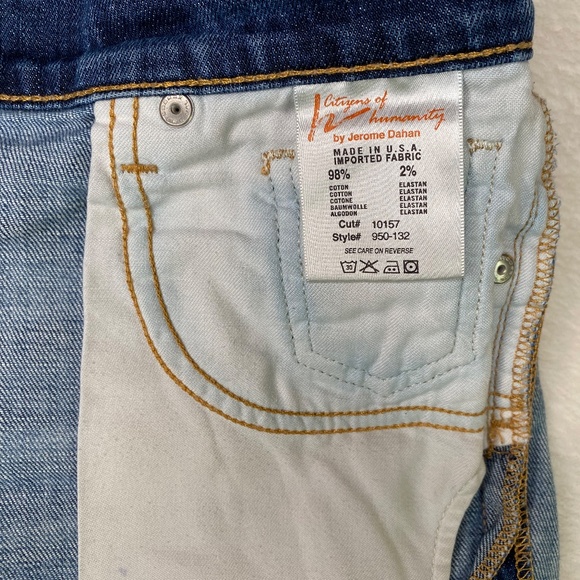 Citizens of
humanity
by Jerome Dahan
MADE IN U.S.A.
IMPORTED FABRIC
98% 2%
COTON ELASTAN
COTTON ELASTAN
COTONE ELASTAN
BAUMWOLLE ELASTAN
ALGODON ELASTAN
Cut# 10157
Style# 950-132
SEE CARE ON REVERSE
30